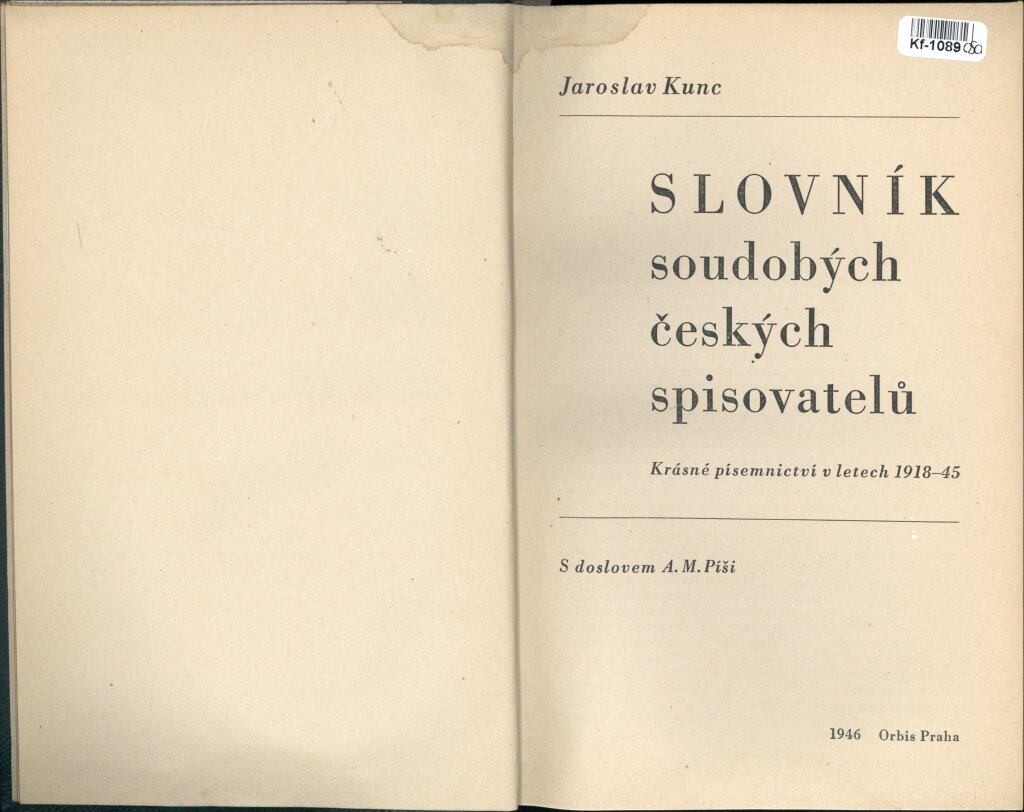 Kf-1089
Jaroslav Kunc
SLOVNÍK
soudobých
českých
spisovatelů
Krásné písemnictví v letech 1918–45
S doslovem A. M. Píši
1946 Orbis Praha